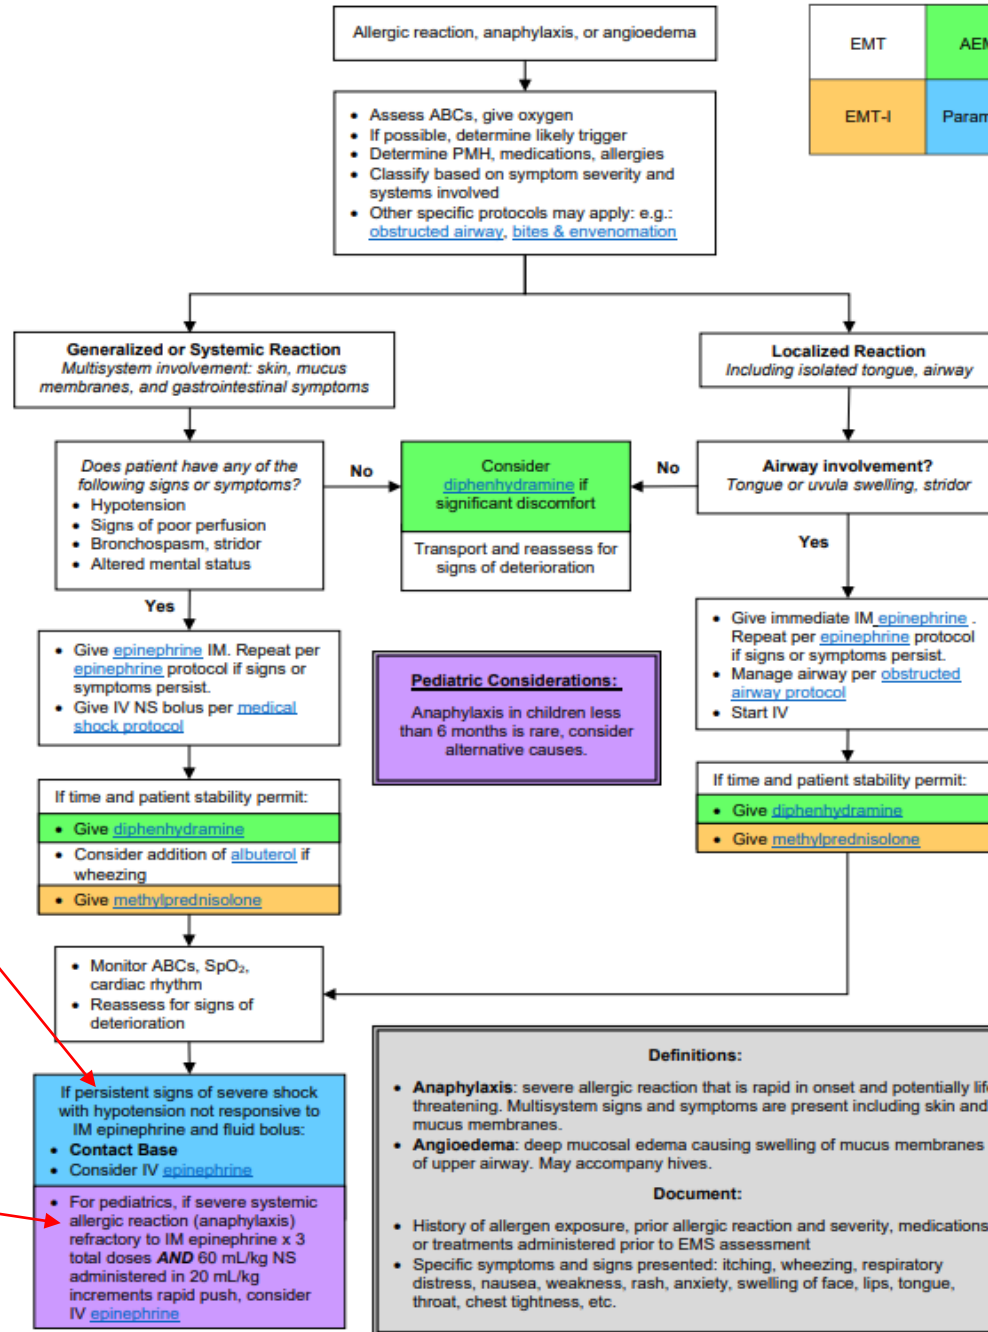 Allergic reaction, anaphylaxis, or angioedema
EMT
EMT-I
• Assess ABCs, give oxygen
• If possible, determine likely trigger
• Determine PMH, medications, allergies
• Classify based on symptom severity and
systems involved
• Other specific protocols may apply: e.g.:
obstructed airway, bites & envenomation
Generalized or Systemic Reaction
Multisystem involvement: skin, mucus
membranes, and gastrointestinal symptoms
Localized Reaction
Including isolated tongue, airway
Does patient have any of the
following signs or symptoms?
• Hypotension
• Signs of poor perfusion
• Bronchospasm, stridor
• Altered mental status
No
Consider
diphenhydramine if
significant discomfort
Transport and reassess for
signs of deterioration
No
Airway involvement?
Tongue or uvula swelling, stridor
Yes
Yes
• Give epinephrine IM. Repeat per
epinephrine protocol if signs or
symptoms persist.
• Give IV NS bolus per medical
shock protocol
Pediatric Considerations:
Anaphylaxis in children less
than 6 months is rare, consider
alternative causes.
• Give immediate IM epinephrine .
Repeat per epinephrine protocol
if signs or symptoms persist.
• Manage airway per obstructed
airway protocol
• Start IV
If time and patient stability permit:
• Give diphenhydramine
• Consider addition of albuterol if
wheezing
• Give methylprednisolone
If time and patient stability permit:
• Give diphenhydramine
• Give methylprednisolone
• Monitor ABCs, SpO₂,
cardiac rhythm
• Reassess for signs of
deterioration
If persistent signs of severe shock
with hypotension not responsive to
IM epinephrine and fluid bolus:
• Contact Base
• Consider IV epinephrine
• For pediatrics, if severe systemic
allergic reaction (anaphylaxis)
refractory to IM epinephrine x 3
total doses AND 60 mL/kg NS
administered in 20 mL/kg
increments rapid push, consider
IV epinephrine
Definitions:
• Anaphylaxis: severe allergic reaction that is rapid in onset and potentially
threatening. Multisystem signs and symptoms are present including skin and
mucus membranes.
• Angioedema: deep mucosal edema causing swelling of mucus membranes
of upper airway. May accompany hives.
Document:
• History of allergen exposure, prior allergic reaction and severity, medications
or treatments administered prior to EMS assessment
• Specific symptoms and signs presented: itching, wheezing, respiratory
distress, nausea, weakness, rash, anxiety, swelling of face, lips, tongue,
throat, chest tightness, etc.